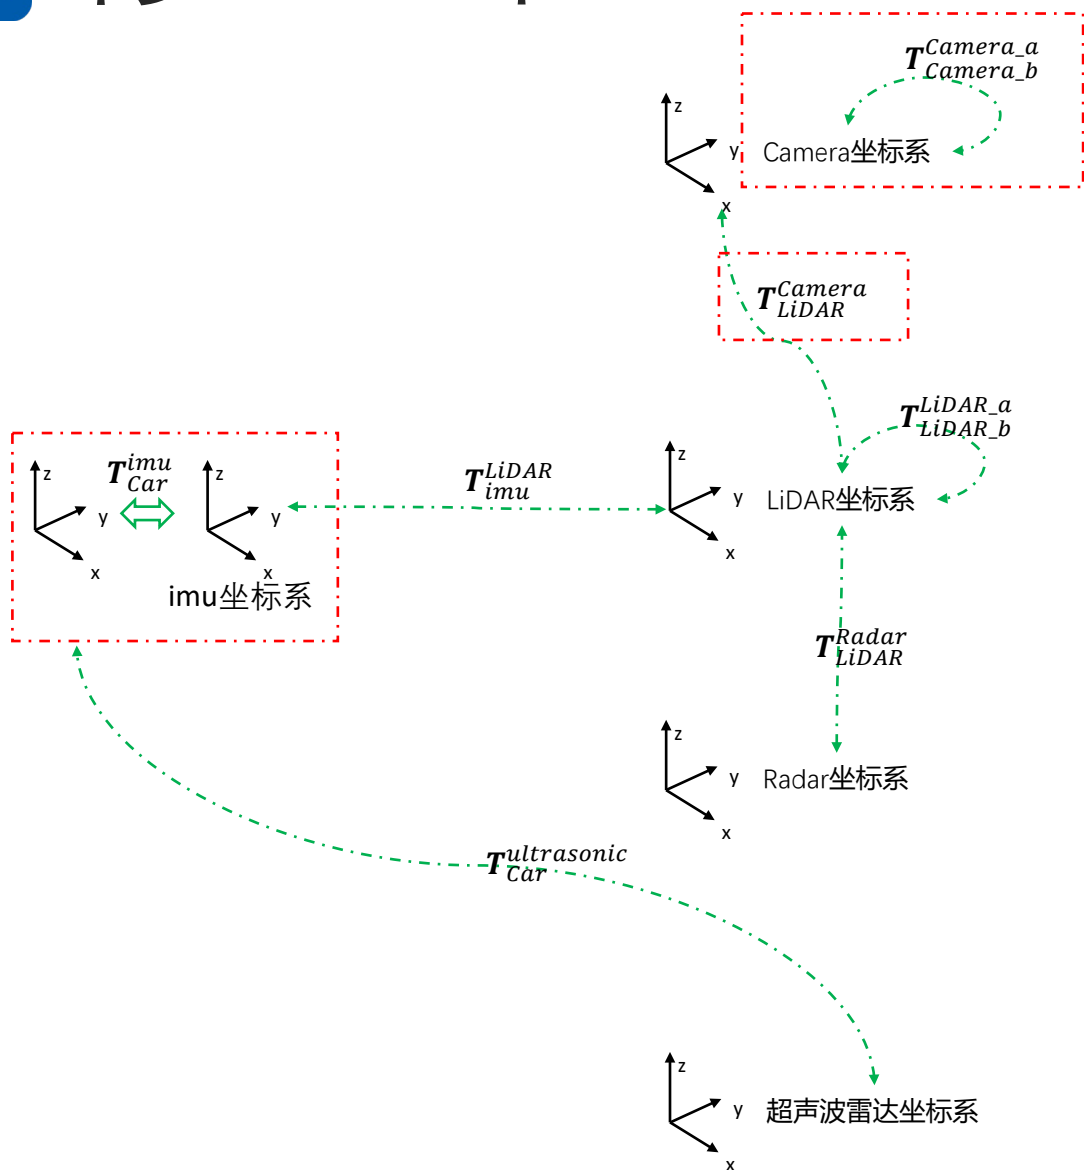 T^{Camera_a}_{Camera_b}
z
y
x
Camera坐标系
T^{Camera}_{LiDAR}
T^{LiDAR_a}_{LiDAR_b}
z
y
x
T^{imu}_{Car}
z
y
x
imu坐标系
T^{LiDAR}_{imu}
z
y
x
LiDAR坐标系
T^{Radar}_{LiDAR}
z
y
x
Radar坐标系
T^{ultrasonic}_{Car}
z
y
x
超声波雷达坐标系